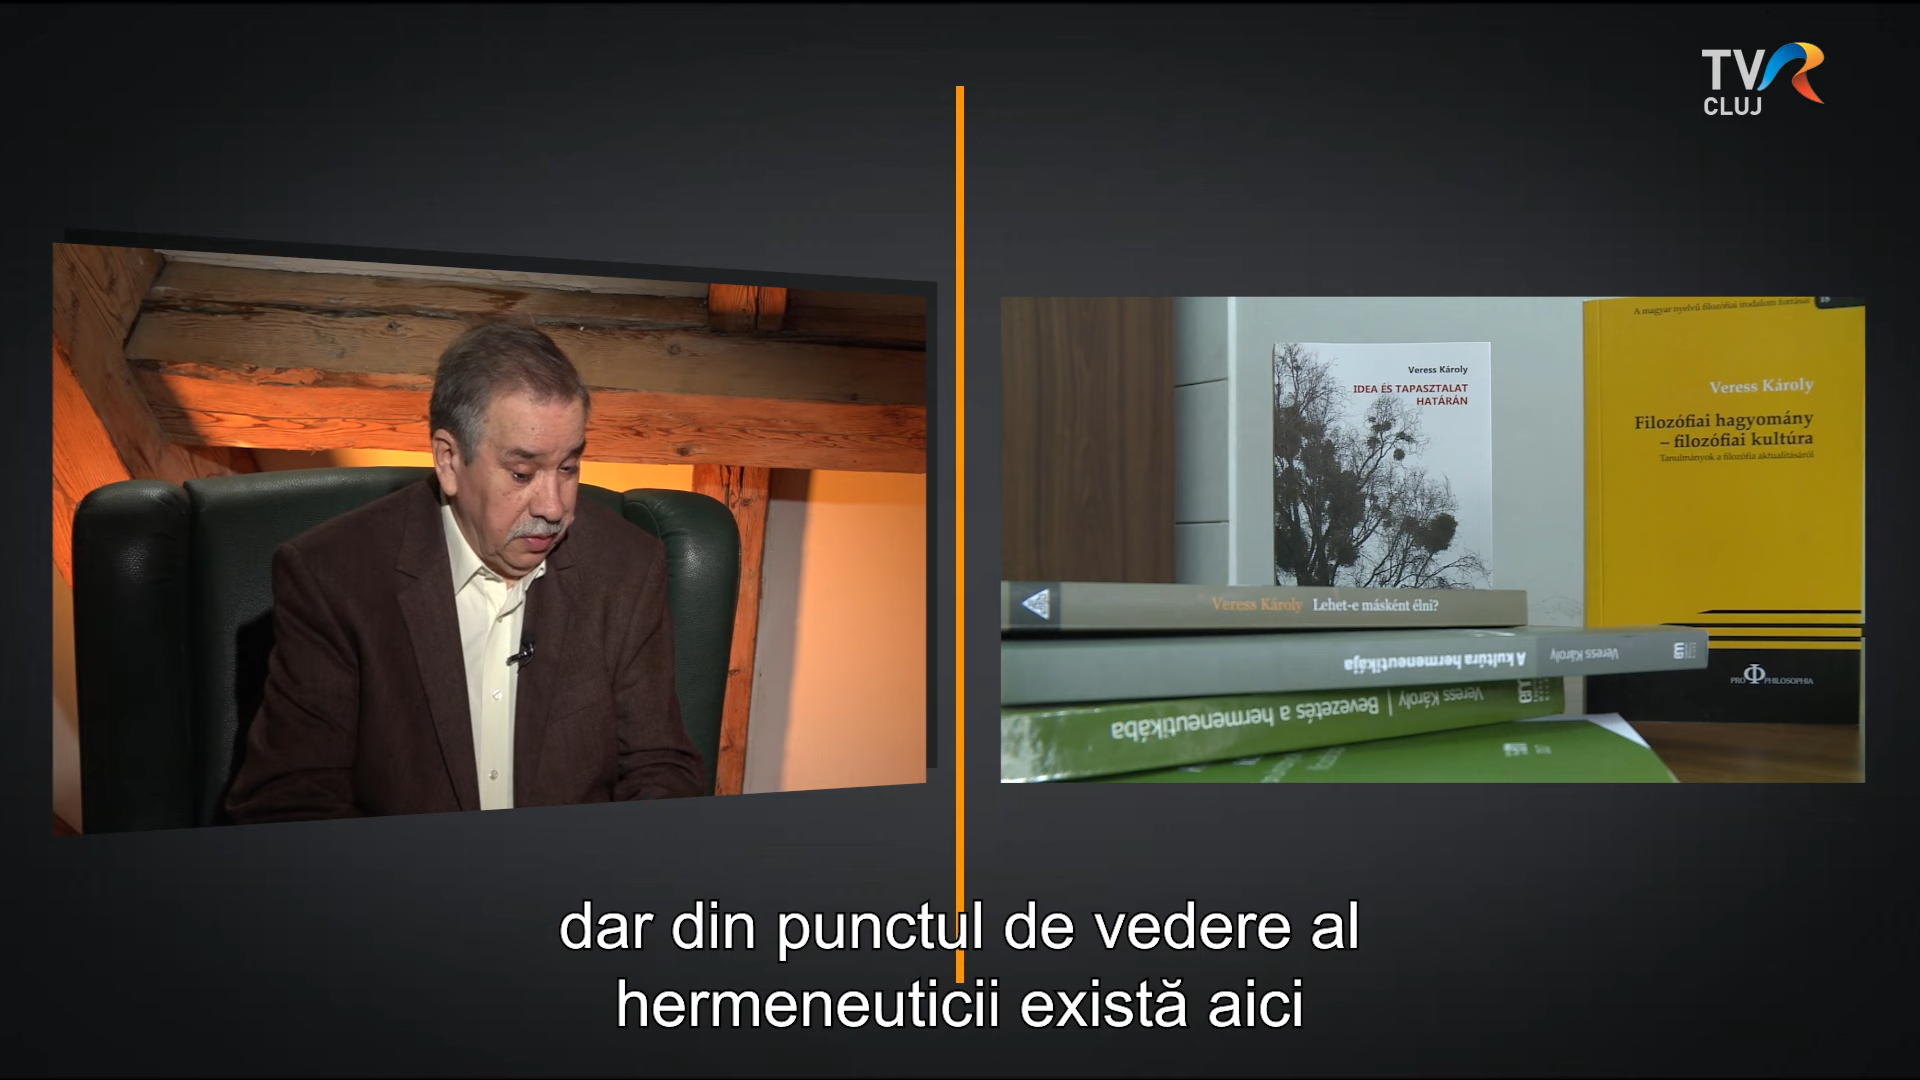 TVR
CLUJ
Veress Károly
IDEA ÉS TAPASZTALAT
HATÁRÁN
A magyar nyelvű filozófiai irodalom forrásai
Veress Károly
Filozófiai hagyomány
– filozófiai kultúra
Tanulmányok a filozófia aktualitásáról
PRO Φ PHILOSOPHIA
Veress Károly Lehet-e másként élni?
Veress Károly A kultúra hermeneutikája
Veress Károly | Bevezetés a hermeneutikába
dar din punctul de vedere al
hermeneuticii există aici